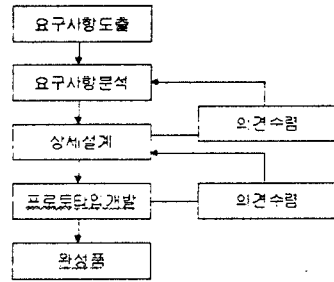 요구사항도출
요구사항분석
의견수렴
상세설계
프로토타입개발
의견수렴
완성품